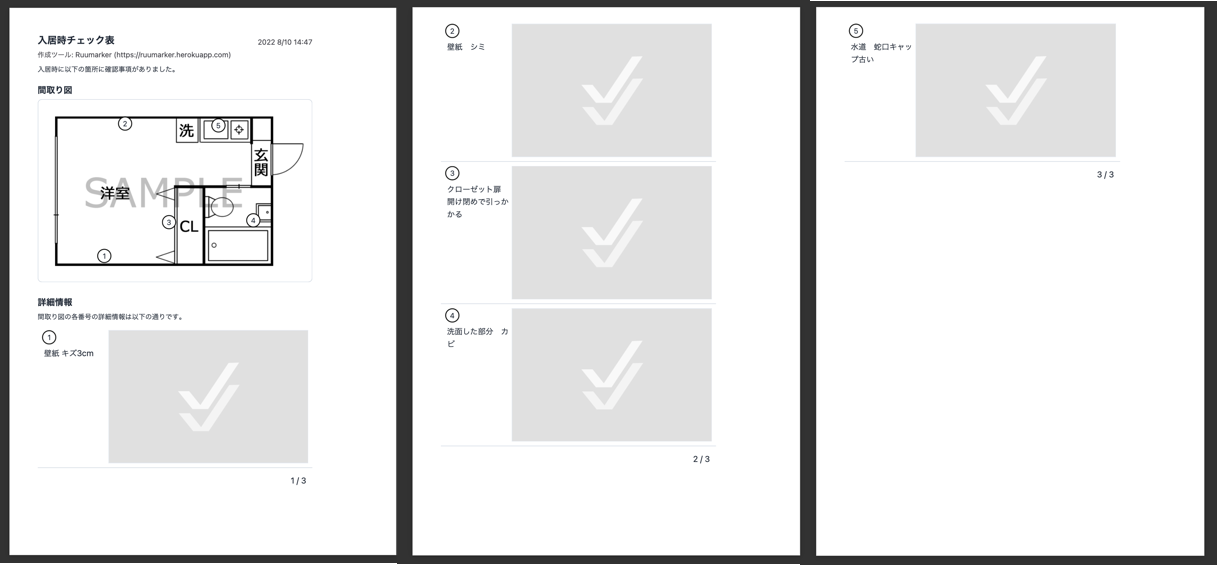 入居時チェック表
2022 8/10 14:47
作成ツール: Ruumarker (https://ruumarker.herokuapp.com)
入居時に以下の箇所に確認事項がありました。
間取り図
2
洗
5
玄
関
SAMPLE
洋室
3
CL
4
1
詳細情報
間取り図の各番号の詳細情報は以下の通りです。
1
壁紙 キズ3cm
1 / 3
2
壁紙　シミ
3
クローゼット扉
開け閉めで引っか
かる
4
洗面した部分　カ
ビ
2 / 3
5
水道　蛇口キャッ
プ古い
3 / 3